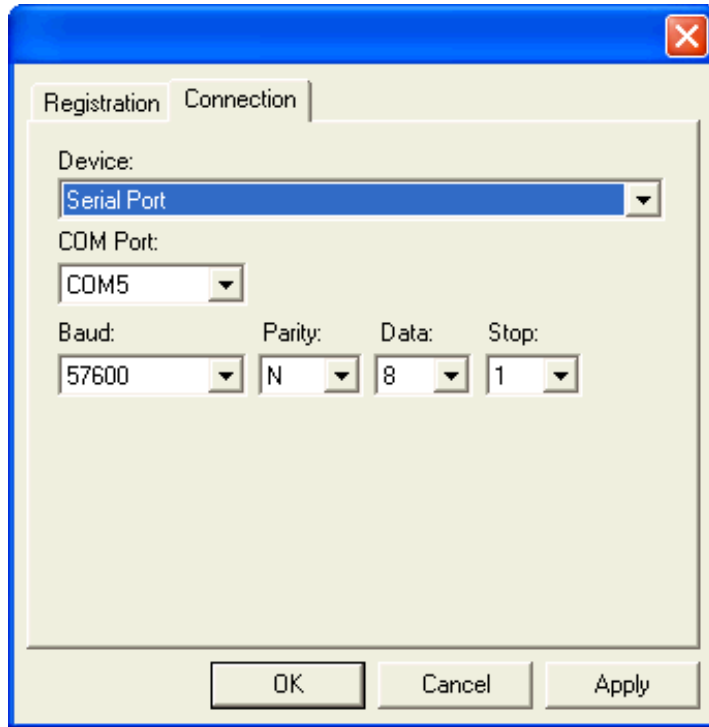 Registration Connection
Device:
Serial Port
COM Port:
COM5
Baud: Parity: Data: Stop:
57600 N 8 1
OK Cancel Apply